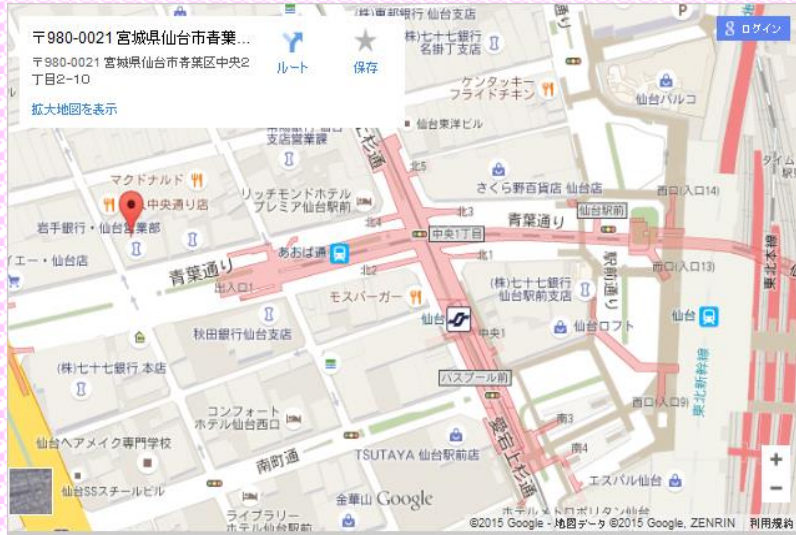 〒980-0021 宮城県仙台市青葉...
〒980-0021 宮城県仙台市青葉区中央2
丁目2-10
ルート
保存
拡大地図を表示
(株)東邦銀行 仙台支店
(株)七十七銀行
名掛丁支店
8 ログイン
P
ケンタッキー
フライドチキン
仙台パルコ
仙台東洋ビル
支店営業課
愛宕上杉通
北5
マクドナルド
中央通り店
リッチモンドホテル
プレミア仙台駅前
さくら野百貨店 仙台店
西口(入口14)
岩手銀行・仙台営業部
北4
北3
青葉通り
仙台駅前
中央1丁目
イエー・仙台店
青葉通り
あおば通
北2
北1
西口(入口13)
出入口1
駅前通り
東北本線
モスバーガー
(株)七十七銀行
仙台駅前支店
秋田銀行仙台支店
仙台
中央1
仙台ロフト
仙台
(株)七十七銀行 本店
バスプール前
東北新幹線
コンフォート
ホテル仙台西口
西口(入口9)
南3
仙台ヘアメイク専門学校
南町通
TSUTAYA 仙台駅前店
愛宕上杉通
南4
仙台SSスチールビル
エスパル仙台
金華山
Google
ライブラリー
ホテル仙台駅前
ホテルメトロポリタン仙台
+
−
©2015 Google - 地図データ ©2015 Google, ZENRIN
利用規約